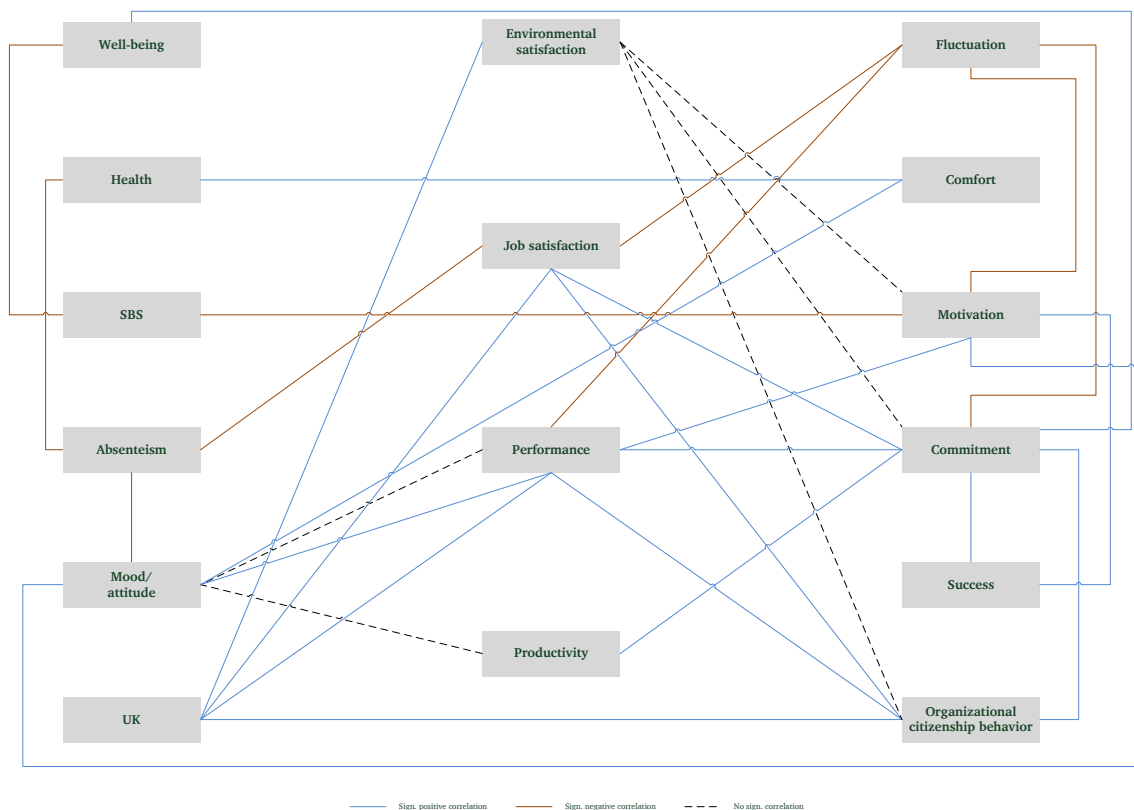 Well-being
Environmental
satisfaction
Fluctuation
Health
Comfort
Job satisfaction
SBS
Motivation
Absenteism
Performance
Commitment
Mood/
attitude
Success
Productivity
UK
Organizational
citizenship behavior
Sign. positive correlation
Sign. negative correlation
No sign. correlation